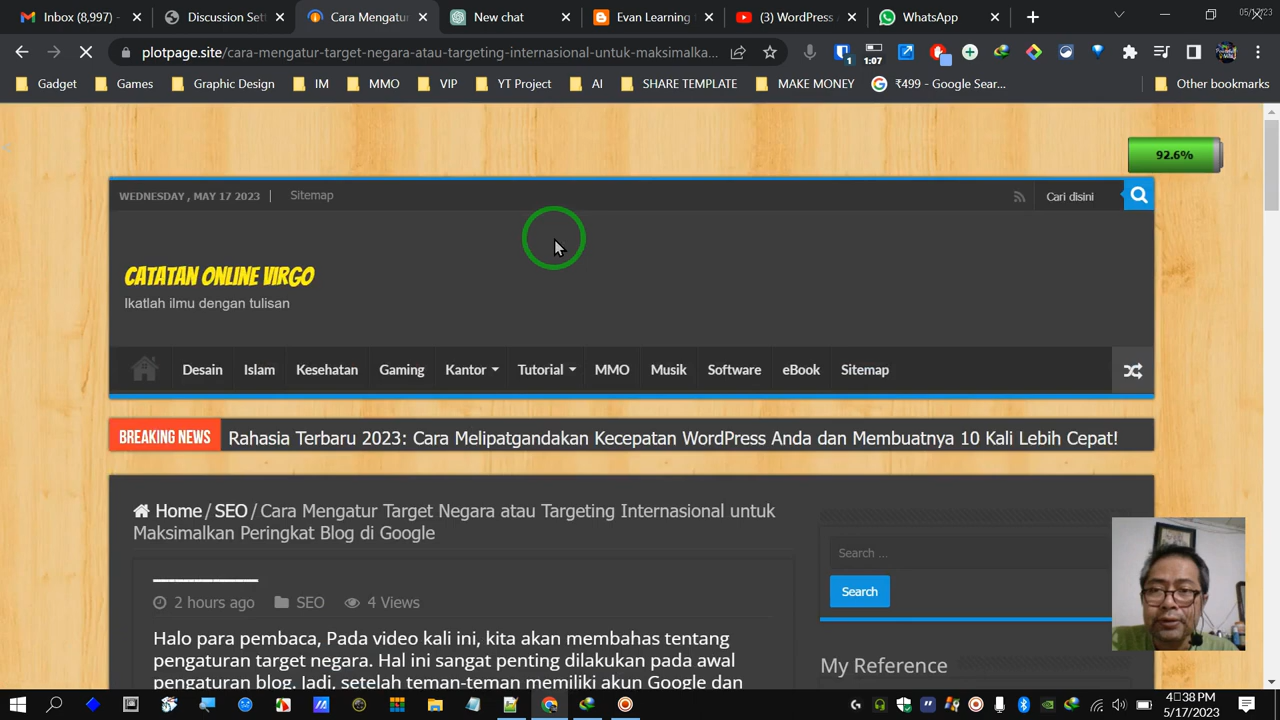 Inbox (8,997) -
Discussion Set
Cara Mengatur
New chat
Evan Learning
(3) WordPress
WhatsApp
05/17/23
plotpage.site/cara-mengatur-target-negara-atau-targeting-internasional-untuk-maksimalka...
1
1:07
Gadget
Games
Graphic Design
IM
MMO
VIP
YT Project
AI
SHARE TEMPLATE
MAKE MONEY
₹499 - Google Sear...
Other bookmarks
92.6%
WEDNESDAY , MAY 17 2023
Sitemap
Cari disini
CATATAN ONLINE VIRGO
Ikatlah ilmu dengan tulisan
Desain
Islam
Kesehatan
Gaming
Kantor
Tutorial
MMO
Musik
Software
eBook
Sitemap
BREAKING NEWS
Rahasia Terbaru 2023: Cara Melipatgandakan Kecepatan WordPress Anda dan Membuatnya 10 Kali Lebih Cepat!
Home / SEO / Cara Mengatur Target Negara atau Targeting Internasional untuk
Maksimalkan Peringkat Blog di Google
2 hours ago
SEO
4 Views
Search ...
Search
Halo para pembaca, Pada video kali ini, kita akan membahas tentang
pengaturan target negara. Hal ini sangat penting dilakukan pada awal
pengaturan blog. Jadi, setelah teman-teman memiliki akun Google dan
My Reference
4:38 PM
5/17/2023